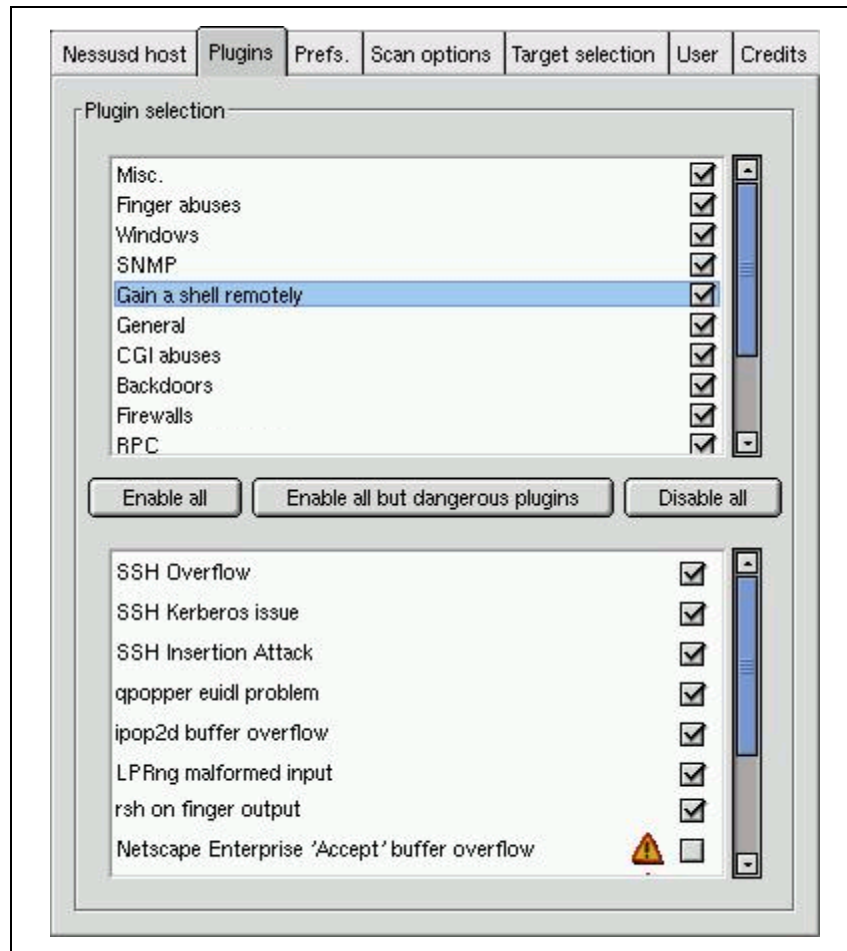 Nessusd host Plugins Prefs. Scan options Target selection User Credits
Plugin selection
Misc.
Finger abuses
Windows
SNMP
Gain a shell remotely
General
CGI abuses
Backdoors
Firewalls
RPC
Enable all Enable all but dangerous plugins Disable all
SSH Overflow
SSH Kerberos issue
SSH Insertion Attack
qpopper euidl problem
ipop2d buffer overflow
LPRng malformed input
rsh on finger output
Netscape Enterprise 'Accept' buffer overflow